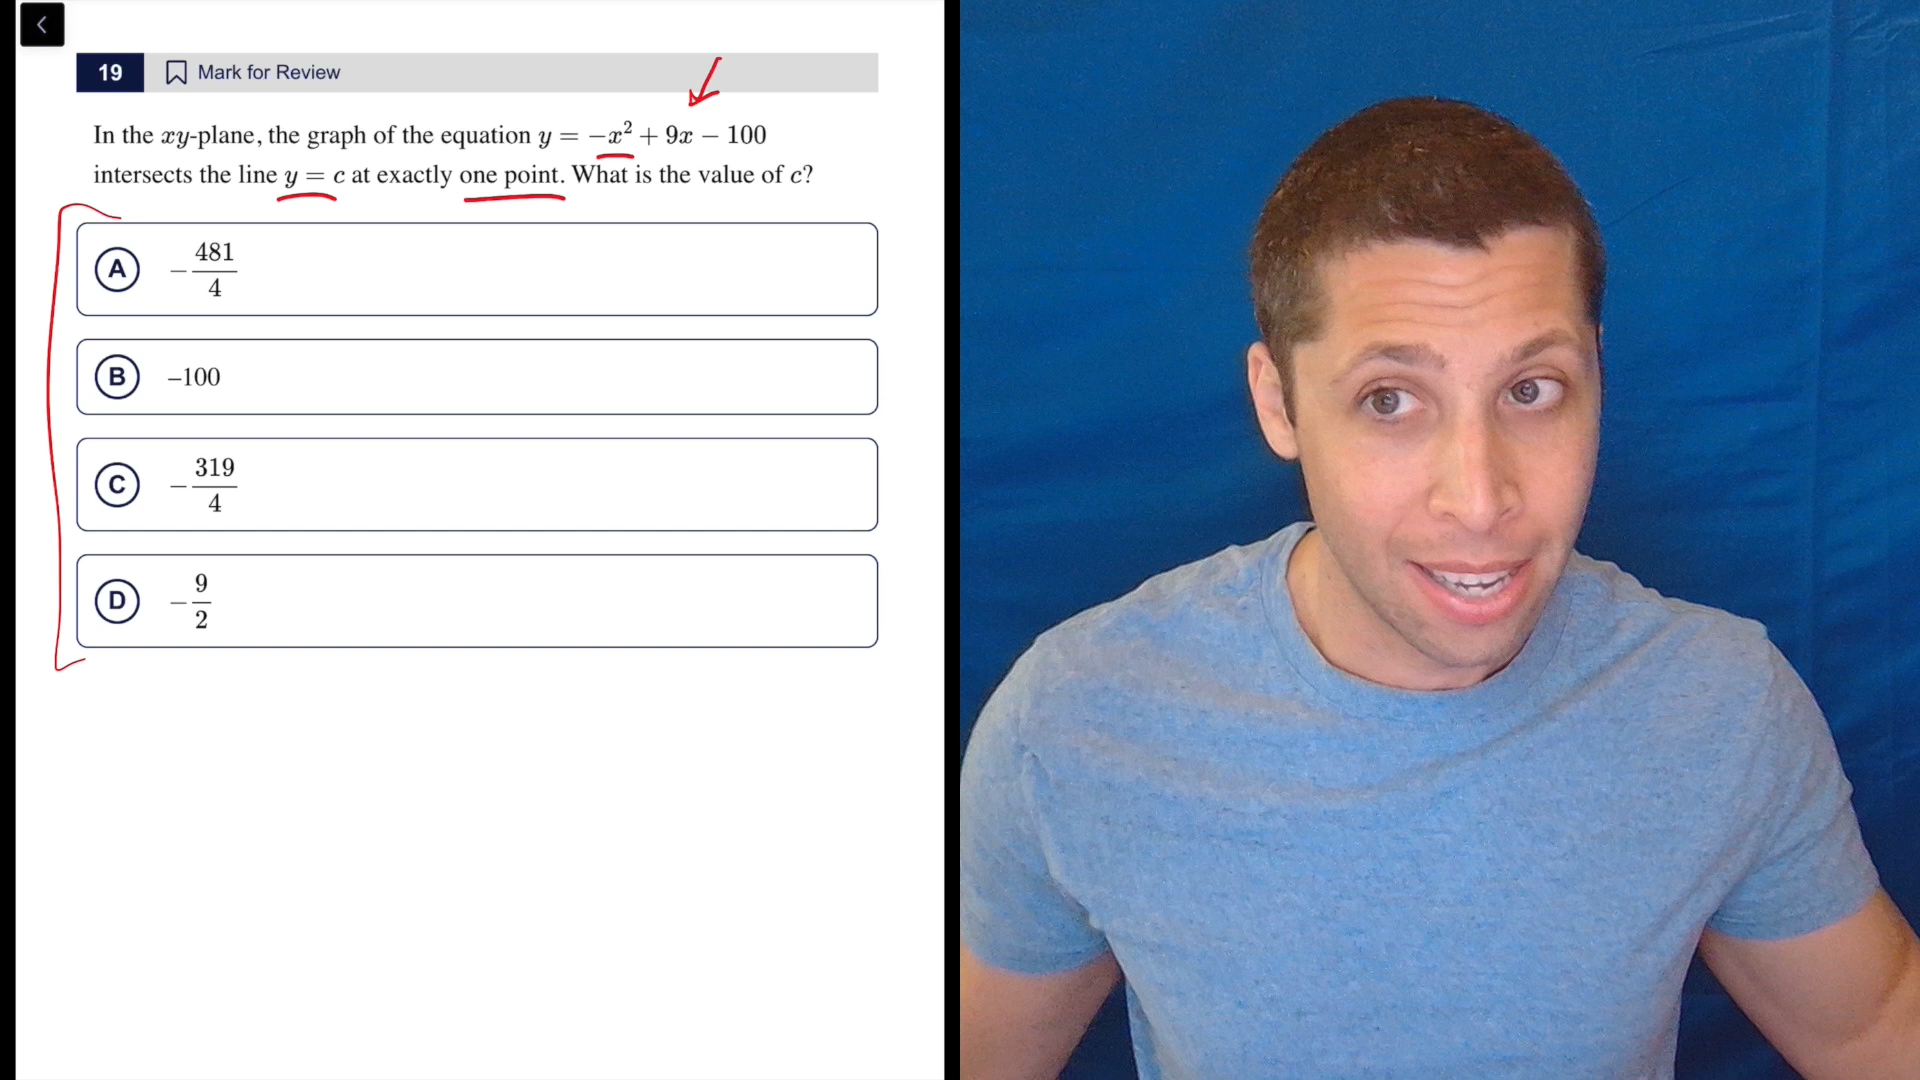 19 Mark for Review
In the xy-plane, the graph of the equation y = −x² + 9x − 100
intersects the line y = c at exactly one point. What is the value of c?
A −481/4
B –100
C −319/4
D −9/2